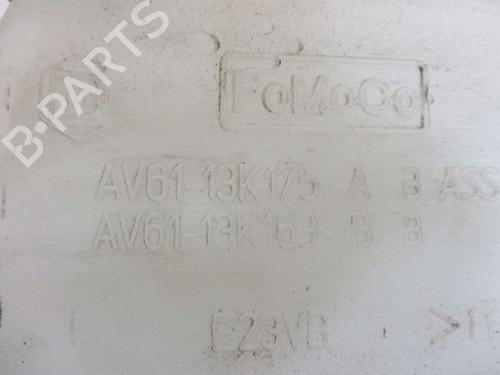 B-PARTS
FoMoCo
AV61-13K175 A B ASS
AV61-13K163 B B
E23VB